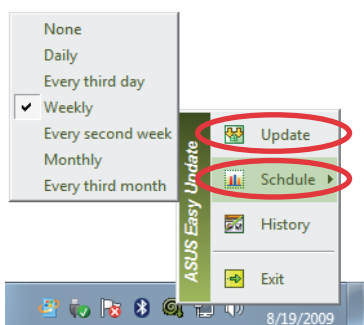 None
Daily
Every third day
Weekly
Every second week
Monthly
Every third month
ASUS Easy Update
Update
Schdule
History
Exit
8/19/2009